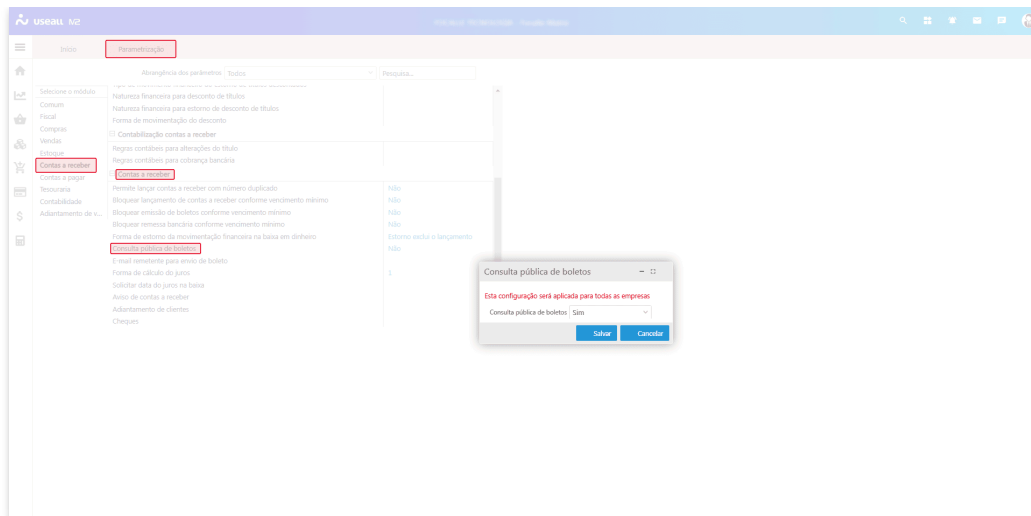 useall M2
Início
Parametrização
Abrangência dos parâmetros
Todos
Pesquisa...
Selecione o módulo
Comum
Fiscal
Compras
Vendas
Estoque
Contas a receber
Contas a pagar
Tesouraria
Contabilidade
Adiantamento de v...
Natureza financeira para desconto de títulos
Natureza financeira para estorno de desconto de títulos
Forma de movimentação do desconto
Contabilização contas a receber
Regras contábeis para alterações do título
Regras contábeis para cobrança bancária
Contas a receber
Permite lançar contas a receber com número duplicado Não
Bloquear lançamento de contas a receber conforme vencimento mínimo Não
Bloquear emissão de boletos conforme vencimento mínimo Não
Bloquear remessa bancária conforme vencimento mínimo Não
Forma de estorno da movimentação financeira na baixa em dinheiro Estorno exclui o lançamento
Consulta pública de boletos Não
E-mail remetente para envio de boleto
Forma de cálculo do juros 1
Solicitar data do juros na baixa
Aviso de contas a receber
Adiantamento de clientes
Cheques
Consulta pública de boletos
Esta configuração será aplicada para todas as empresas
Consulta pública de boletos Sim
Salvar Cancelar